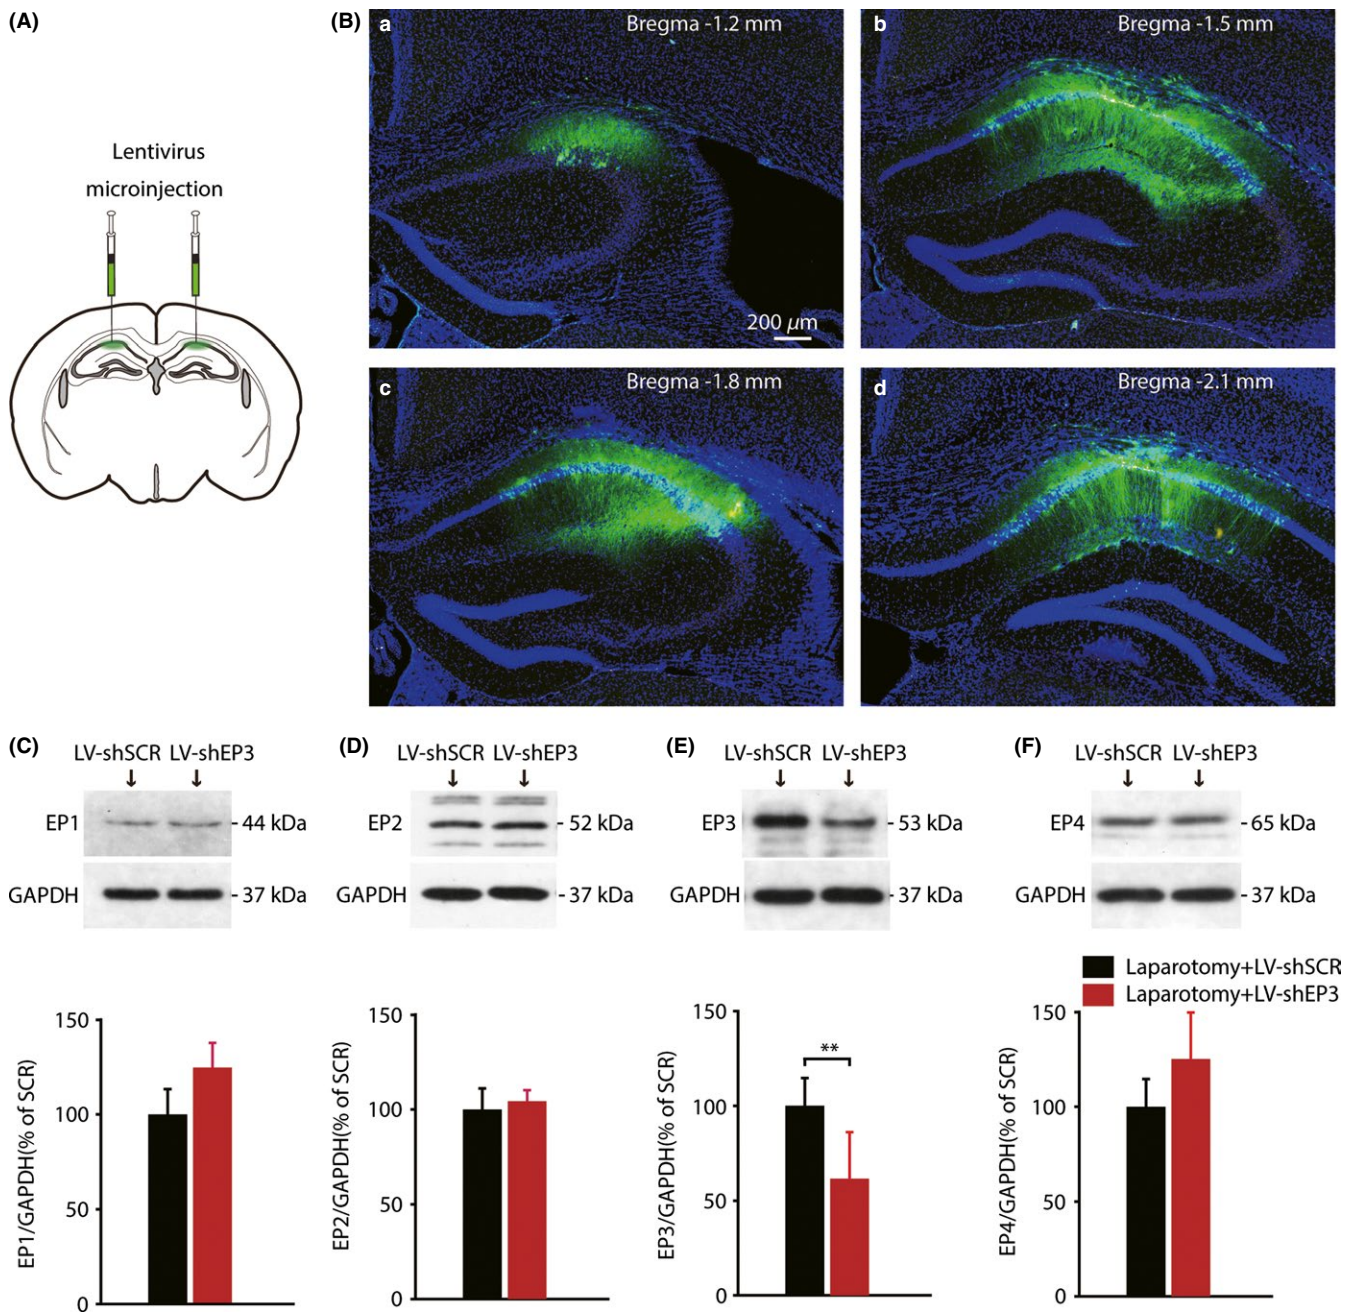 (A)
Lentivirus
microinjection
(B)
a
Bregma -1.2 mm
200 µm
b
Bregma -1.5 mm
c
Bregma -1.8 mm
d
Bregma -2.1 mm
(C)
LV-shSCR LV-shEP3
EP1
44 kDa
GAPDH
37 kDa
EP1/GAPDH(% of SCR)
150
100
50
0
(D)
LV-shSCR LV-shEP3
EP2
52 kDa
GAPDH
37 kDa
EP2/GAPDH(% of SCR)
150
100
50
0
(E)
LV-shSCR LV-shEP3
EP3
53 kDa
GAPDH
37 kDa
EP3/GAPDH(% of SCR)
150
100
50
0
**
(F)
LV-shSCR LV-shEP3
EP4
65 kDa
GAPDH
37 kDa
Laparotomy+LV-shSCR
Laparotomy+LV-shEP3
EP4/GAPDH(% of SCR)
150
100
50
0